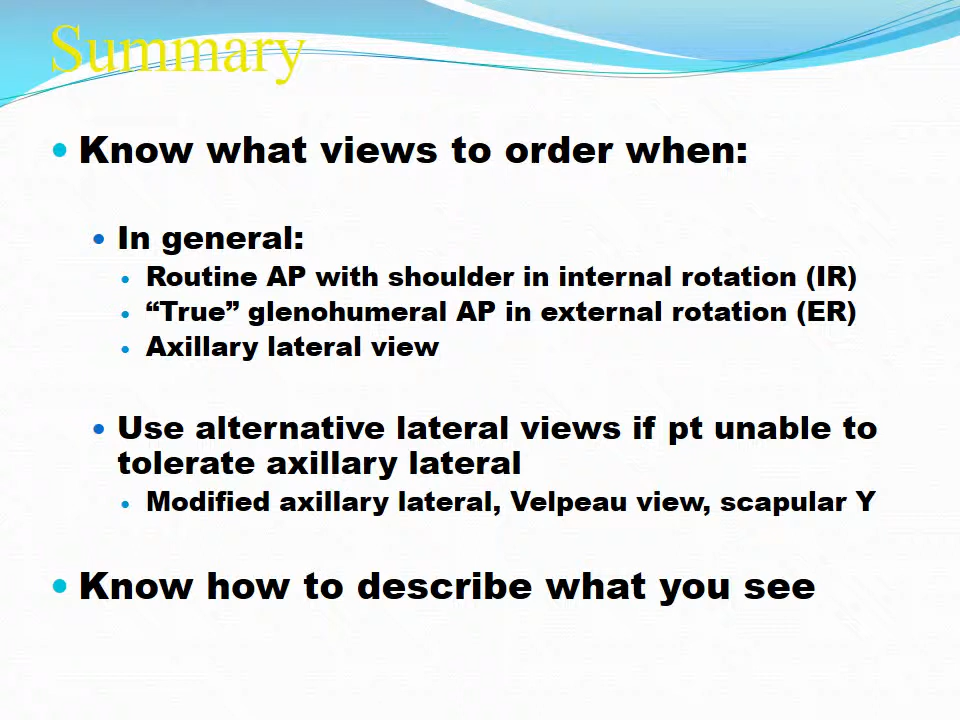 Summary
• Know what views to order when:
• In general:
• Routine AP with shoulder in internal rotation (IR)
• “True” glenohumeral AP in external rotation (ER)
• Axillary lateral view
• Use alternative lateral views if pt unable to
tolerate axillary lateral
• Modified axillary lateral, Velpeau view, scapular Y
• Know how to describe what you see